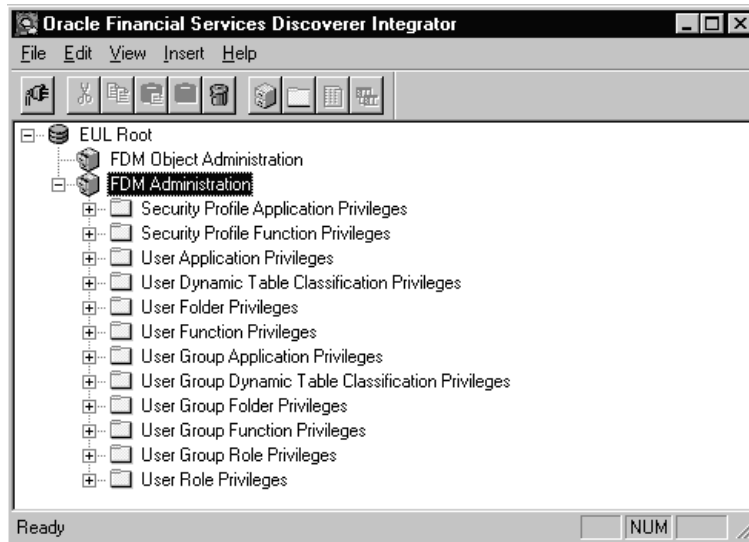 Oracle Financial Services Discoverer Integrator
File Edit View Insert Help
EUL Root
FDM Object Administration
FDM Administration
Security Profile Application Privileges
Security Profile Function Privileges
User Application Privileges
User Dynamic Table Classification Privileges
User Folder Privileges
User Function Privileges
User Group Application Privileges
User Group Dynamic Table Classification Privileges
User Group Folder Privileges
User Group Function Privileges
User Group Role Privileges
User Role Privileges
Ready NUM